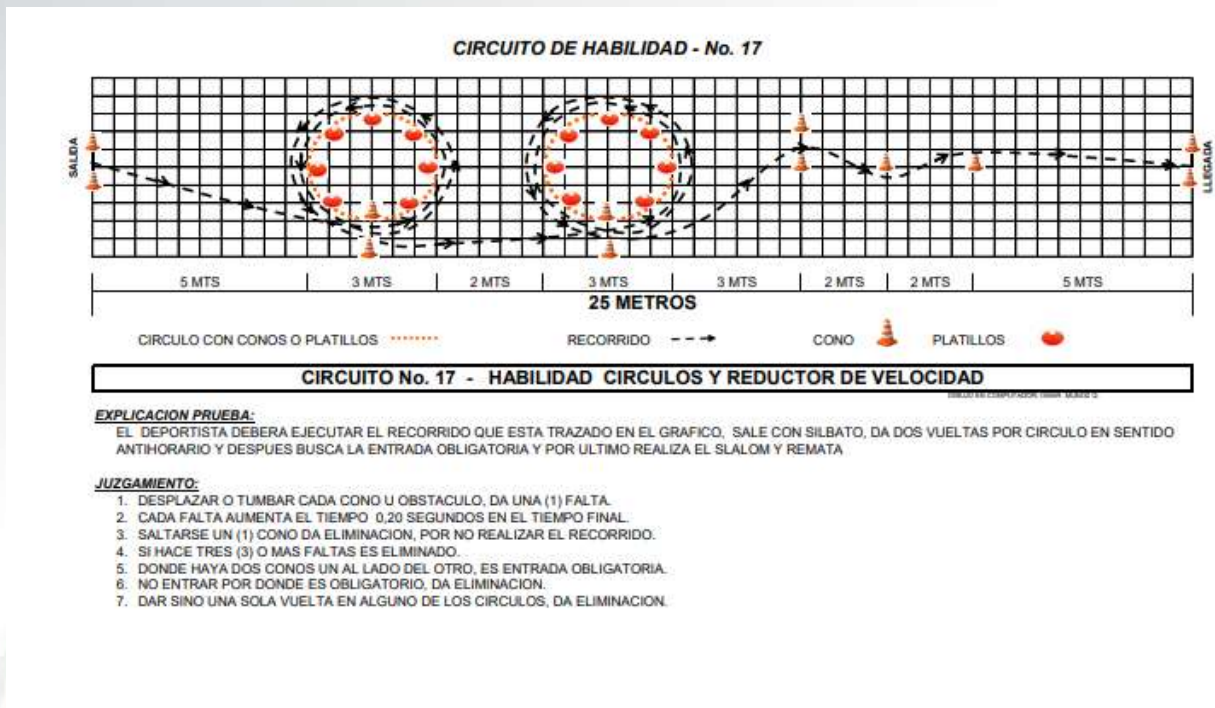 CIRCUITO DE HABILIDAD - No. 17
SALIDA
LLEGADA
5 MTS 3 MTS 2 MTS 3 MTS 3 MTS 2 MTS 2 MTS 5 MTS
25 METROS
CIRCULO CON CONOS O PLATILLOS RECORRIDO CONO PLATILLOS
CIRCUITO No. 17 - HABILIDAD CIRCULOS Y REDUCTOR DE VELOCIDAD
EXPLICACION PRUEBA:
EL DEPORTISTA DEBERA EJECUTAR EL RECORRIDO QUE ESTA TRAZADO EN EL GRAFICO, SALE CON SILBATO, DA DOS VUELTAS POR CIRCULO EN SENTIDO
ANTIHORARIO Y DESPUES BUSCA LA ENTRADA OBLIGATORIA Y POR ULTIMO REALIZA EL SLALOM Y REMATA
JUZGAMIENTO:
1. DESPLAZAR O TUMBAR CADA CONO U OBSTACULO, DA UNA (1) FALTA.
2. CADA FALTA AUMENTA EL TIEMPO 0,20 SEGUNDOS EN EL TIEMPO FINAL.
3. SALTARSE UN (1) CONO DA ELIMINACION, POR NO REALIZAR EL RECORRIDO.
4. SI HACE TRES (3) O MAS FALTAS ES ELIMINADO.
5. DONDE HAYA DOS CONOS UN AL LADO DEL OTRO, ES ENTRADA OBLIGATORIA.
6. NO ENTRAR POR DONDE ES OBLIGATORIO, DA ELIMINACION.
7. DAR SINO UNA SOLA VUELTA EN ALGUNO DE LOS CIRCULOS, DA ELIMINACION.